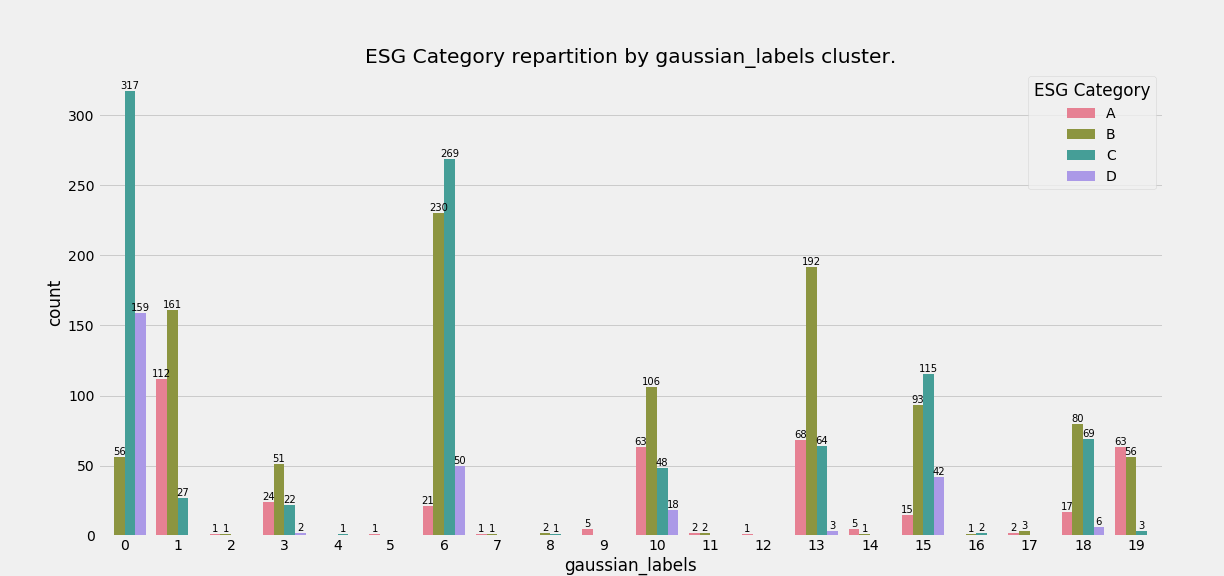 ESG Category repartition by gaussian_labels cluster.
ESG Category
A
B
C
D
count
300
250
200
150
100
50
0
56 317 159
112 161 27
1 1
24 51 22 2
1
1
21 230 269 50
1 1
2 1
5
63 106 48 18
2 2
1
68 192 64 3
5 1
15 93 115 42
1 2
2 3
17 80 69 6
63 56 3
0 1 2 3 4 5 6 7 8 9 10 11 12 13 14 15 16 17 18 19
gaussian_labels